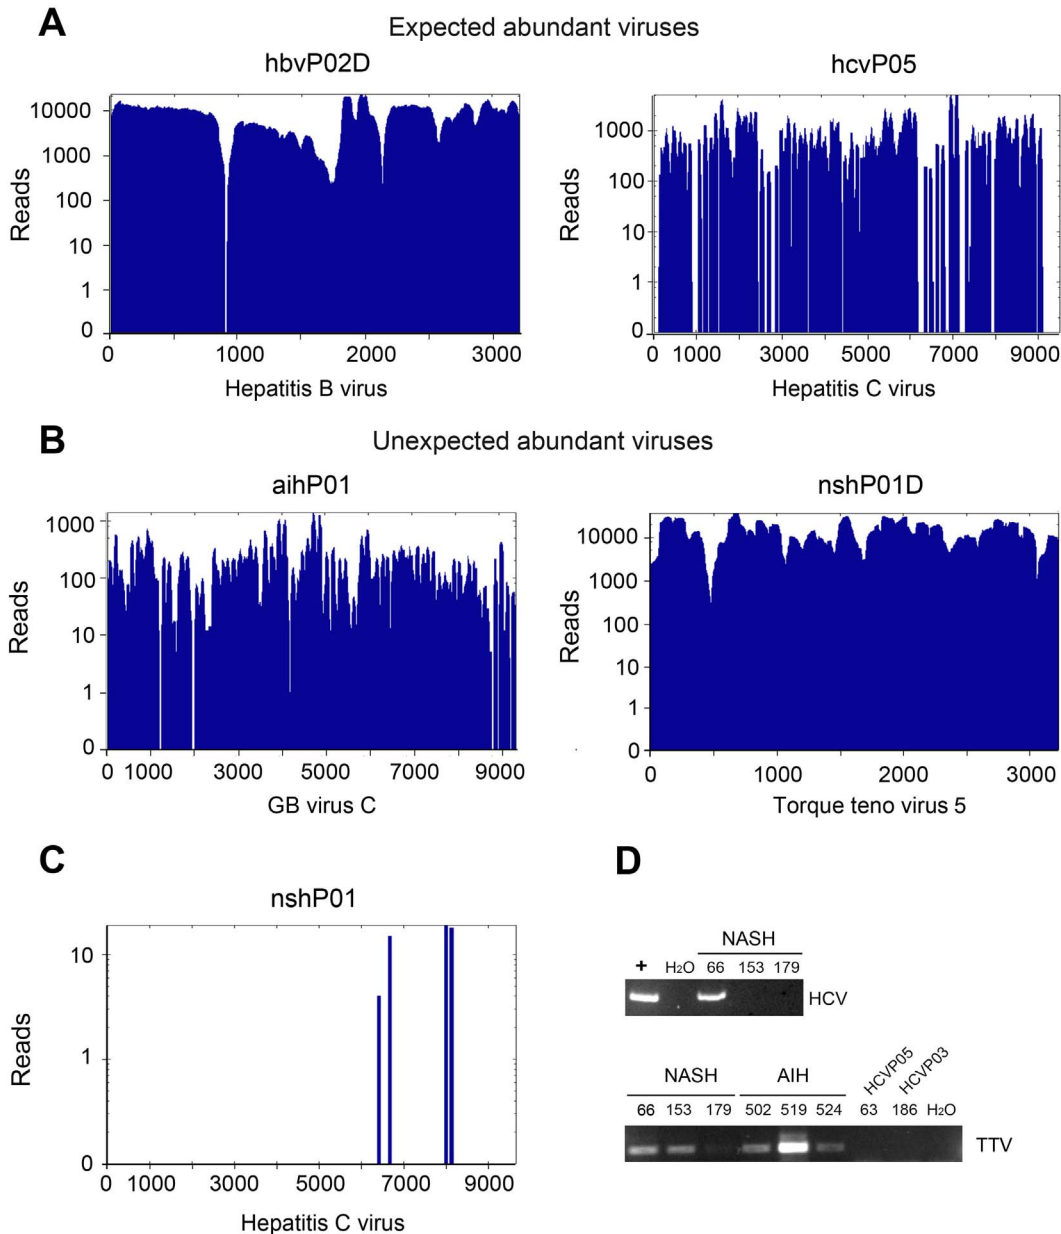 A
Expected abundant viruses
hbvP02D
Reads
10000
1000
100
10
1
0
0 1000 2000 3000
Hepatitis B virus
hcvP05
Reads
1000
100
10
1
0
0 1000 3000 5000 7000 9000
Hepatitis C virus
B
Unexpected abundant viruses
aihP01
Reads
1000
100
10
1
0
0 1000 3000 5000 7000 9000
GB virus C
nshP01D
Reads
10000
1000
100
10
1
0
0 1000 2000 3000
Torque teno virus 5
C
nshP01
Reads
10
1
0
0 1000 3000 5000 7000 9000
Hepatitis C virus
D
NASH
+ H2O 66 153 179
HCV
NASH AIH HCVP05 HCVP03
66 153 179 502 519 524 63 186 H2O
TTV